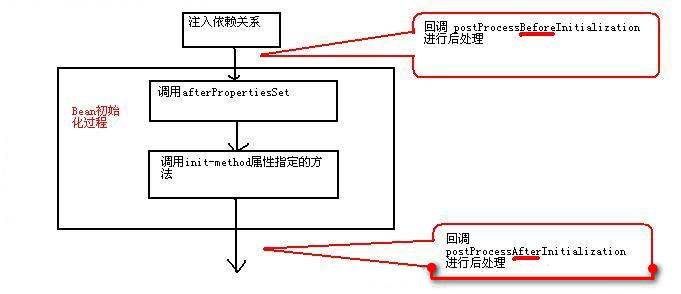 注入依赖关系
回调 postProcessBeforeInitialization
进行后处理
调用afterPropertiesSet
Bean初始
化过程
调用init-method属性指定的方
法
回调
postProcessAfterInitialization
进行后处理